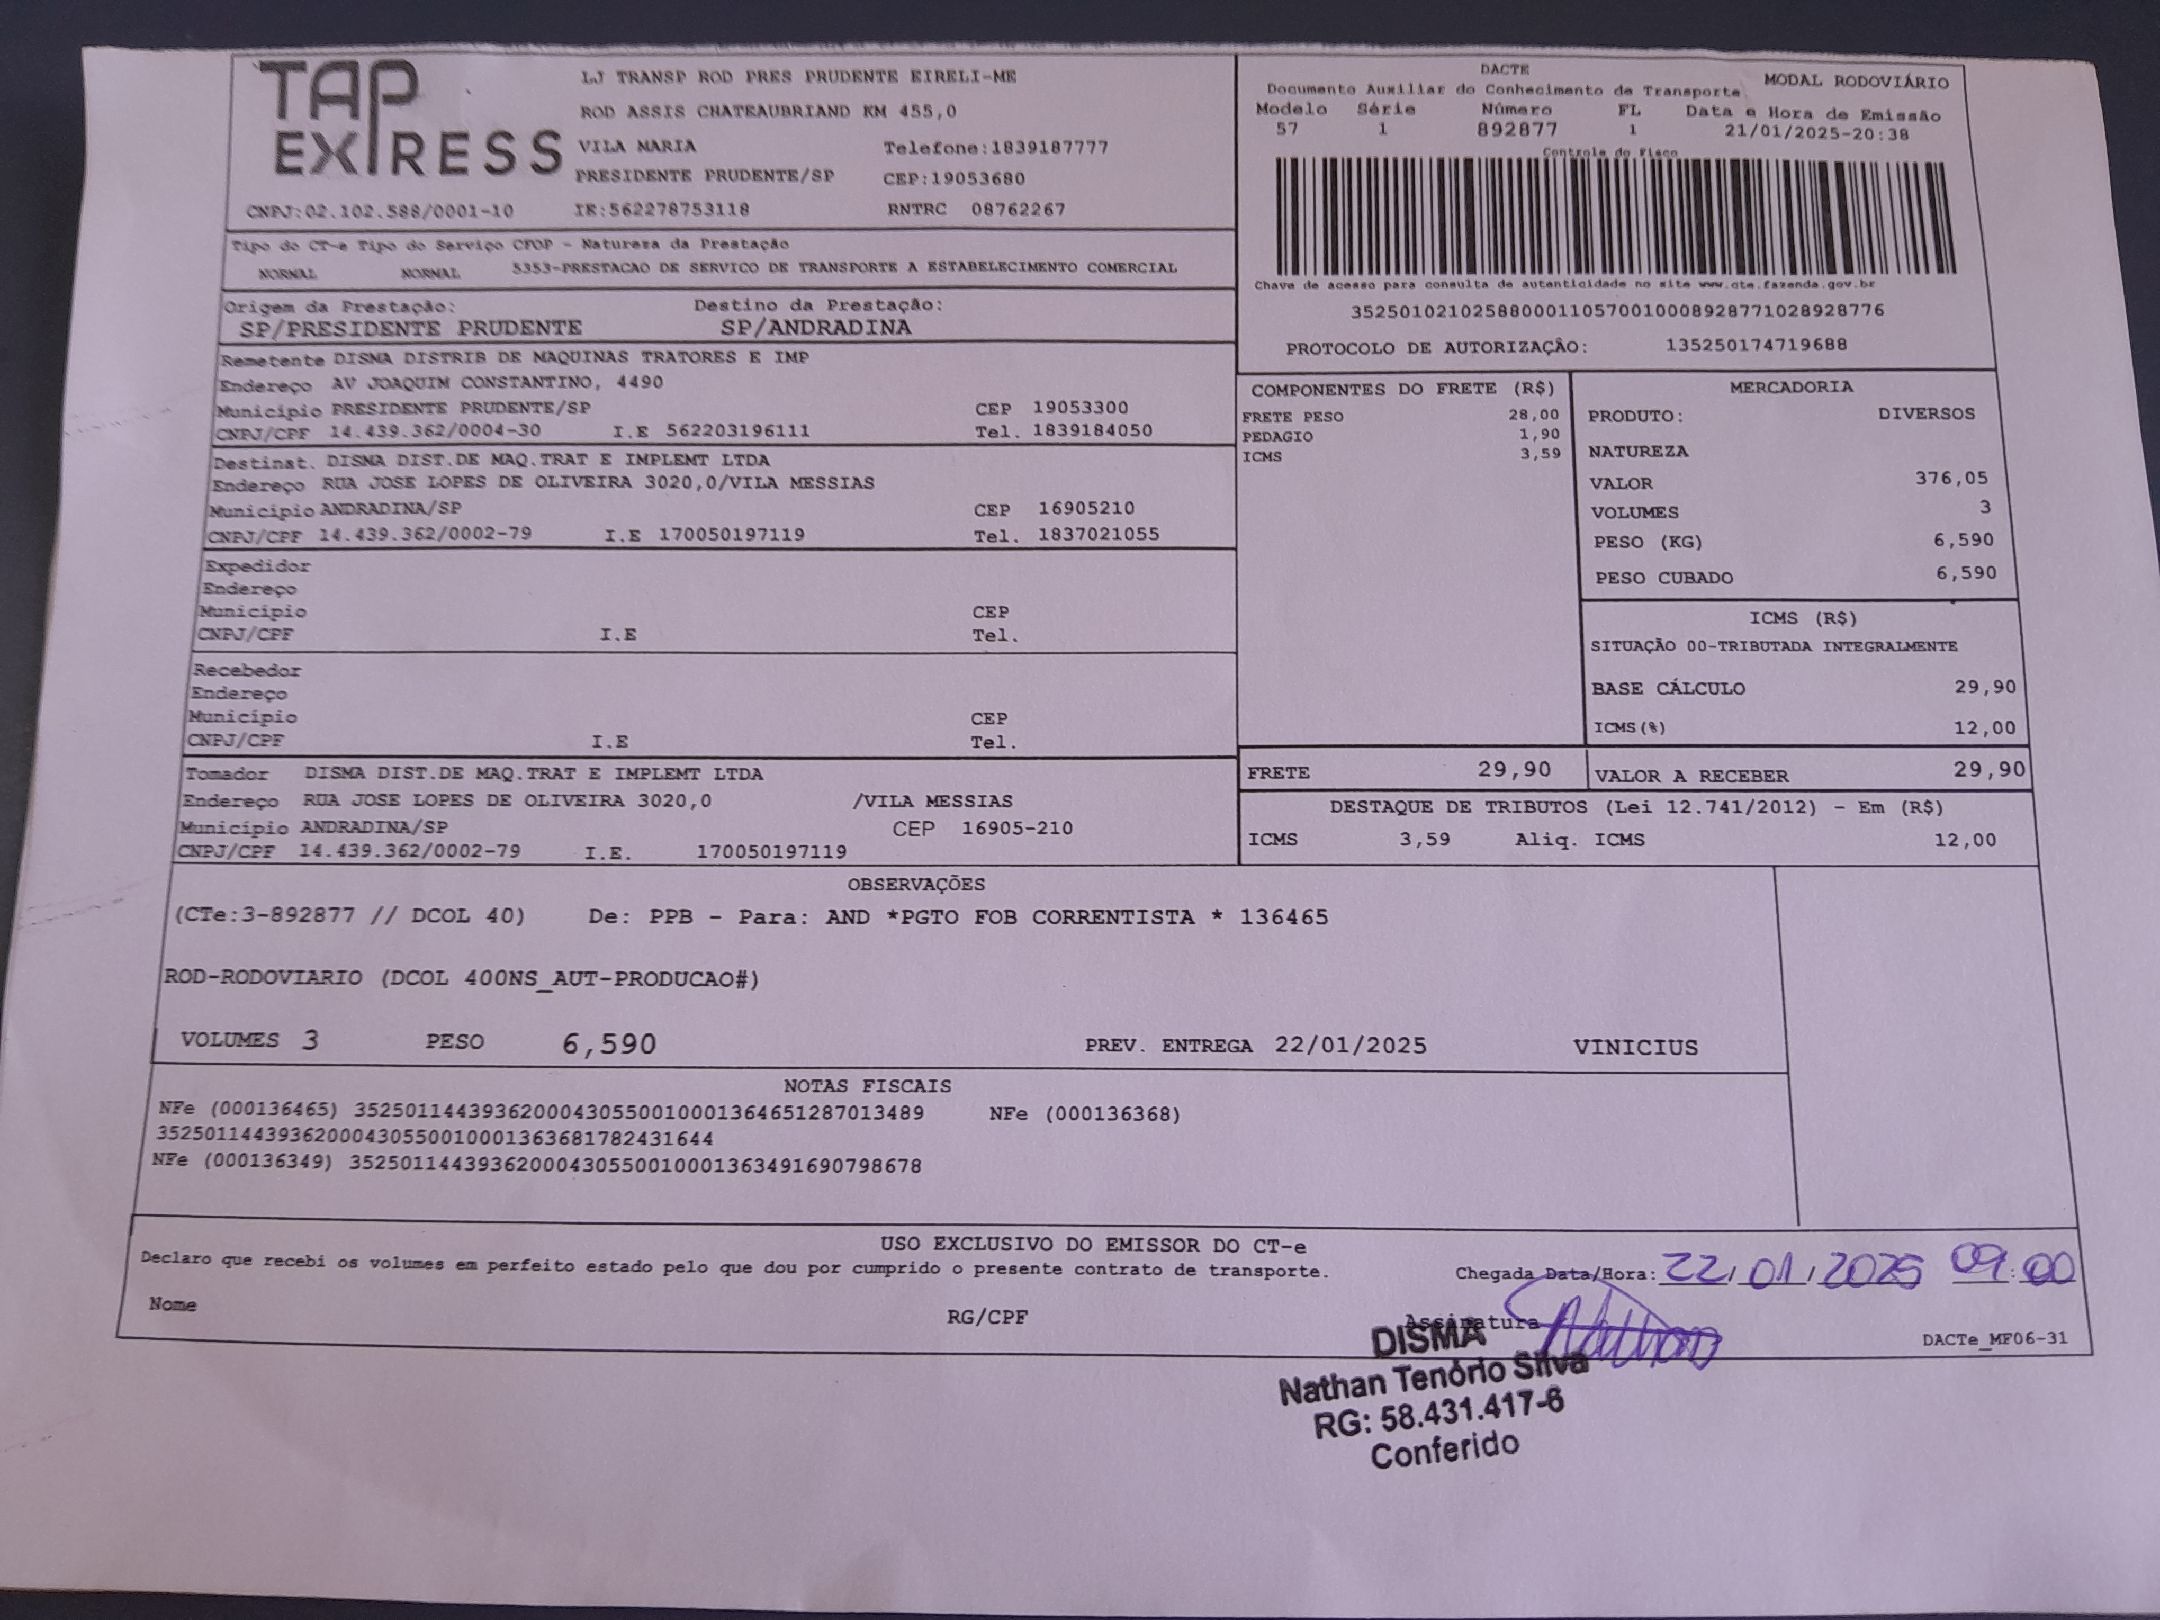 TAP EXPRESS
LJ TRANSP ROD PRES PRUDENTE EIRELI-ME
ROD ASSIS CHATEAUBRIAND KM 455,0
VILA MARIA Telefone:1839187777
PRESIDENTE PRUDENTE/SP CEP:19053680
CNPJ:02.102.588/0001-10 IE:562278753118 RNTRC 08762267
DACTE
Documento Auxiliar do Conhecimento de Transporte. MODAL RODOVIÁRIO
Modelo Série Número FL Data e Hora de Emissão
57 1 892877 1 21/01/2025-20:38
Controle do Fisco
Chave de acesso para consulta de autenticidade no site www.cte.fazenda.gov.br
35250102102588000110570010008928771028928776
PROTOCOLO DE AUTORIZAÇÃO: 135250174719688
Tipo do CT-e Tipo do Serviço CFOP - Natureza da Prestação
NORMAL NORMAL 5353-PRESTACAO DE SERVICO DE TRANSPORTE A ESTABELECIMENTO COMERCIAL
Origem da Prestação: Destino da Prestação:
SP/PRESIDENTE PRUDENTE SP/ANDRADINA
Remetente DISMA DISTRIB DE MAQUINAS TRATORES E IMP
Endereço AV JOAQUIM CONSTANTINO, 4490
Município PRESIDENTE PRUDENTE/SP CEP 19053300
CNPJ/CPF 14.439.362/0004-30 I.E 562203196111 Tel. 1839184050
Destinat. DISMA DIST.DE MAQ.TRAT E IMPLEMT LTDA
Endereço RUA JOSE LOPES DE OLIVEIRA 3020,0/VILA MESSIAS
Município ANDRADINA/SP CEP 16905210
CNPJ/CPF 14.439.362/0002-79 I.E 170050197119 Tel. 1837021055
Expedidor
Endereço
Município CEP
CNPJ/CPF I.E Tel.
Recebedor
Endereço
Município CEP
CNPJ/CPF I.E Tel.
Tomador DISMA DIST.DE MAQ.TRAT E IMPLEMT LTDA
Endereço RUA JOSE LOPES DE OLIVEIRA 3020,0 /VILA MESSIAS
Município ANDRADINA/SP CEP 16905-210
CNPJ/CPF 14.439.362/0002-79 I.E. 170050197119
COMPONENTES DO FRETE (R$)
FRETE PESO 28,00
PEDAGIO 1,90
ICMS 3,59
MERCADORIA
PRODUTO: DIVERSOS
NATUREZA
VALOR 376,05
VOLUMES 3
PESO (KG) 6,590
PESO CUBADO 6,590
ICMS (R$)
SITUAÇÃO 00-TRIBUTADA INTEGRALMENTE
BASE CÁLCULO 29,90
ICMS(%) 12,00
FRETE 29,90 VALOR A RECEBER 29,90
DESTAQUE DE TRIBUTOS (Lei 12.741/2012) - Em (R$)
ICMS 3,59 Aliq. ICMS 12,00
OBSERVAÇÕES
(CTe:3-892877 // DCOL 40) De: PPB - Para: AND *PGTO FOB CORRENTISTA * 136465
ROD-RODOVIARIO (DCOL 400NS_AUT-PRODUCAO#)
VOLUMES 3 PESO 6,590 PREV. ENTREGA 22/01/2025 VINICIUS
NOTAS FISCAIS
NFe (000136465) 35250114439362000430550010001364651287013489 NFe (000136368)
35250114439362000430550010001363681782431644
NFe (000136349) 35250114439362000430550010001363491690798678
USO EXCLUSIVO DO EMISSOR DO CT-e
Declaro que recebi os volumes em perfeito estado pelo que dou por cumprido o presente contrato de transporte.
Chegada Data/Hora: 22/01/2025 09:00
Nome RG/CPF Assinatura Nathan
DACTe_MF06-31
DISMA
Nathan Tenório Silva
RG: 58.431.417-6
Conferido